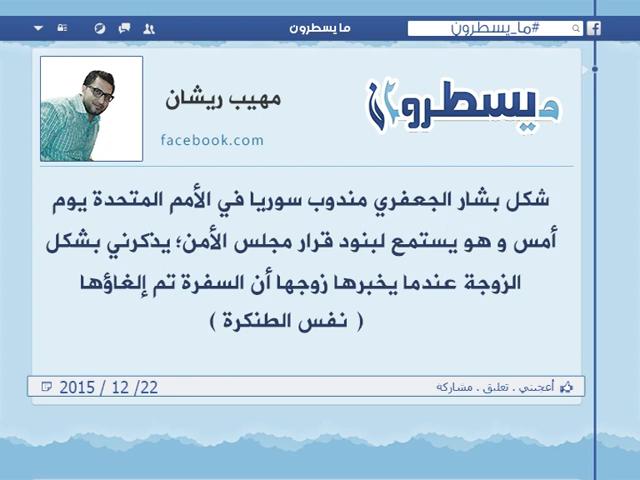 ما يسطرون
#ما_يسطرون
ما يسطرون
مهيب ريشان
facebook.com
شكل بشار الجعفري مندوب سوريا في الأمم المتحدة يوم
أمس و هو يستمع لبنود قرار مجلس الأمن؛ يذكرني بشكل
الزوجة عندما يخبرها زوجها أن السفرة تم إلغاؤها
( نفس الطنكرة )
أعجبني . تعليق . مشاركة
2015 / 12 /22